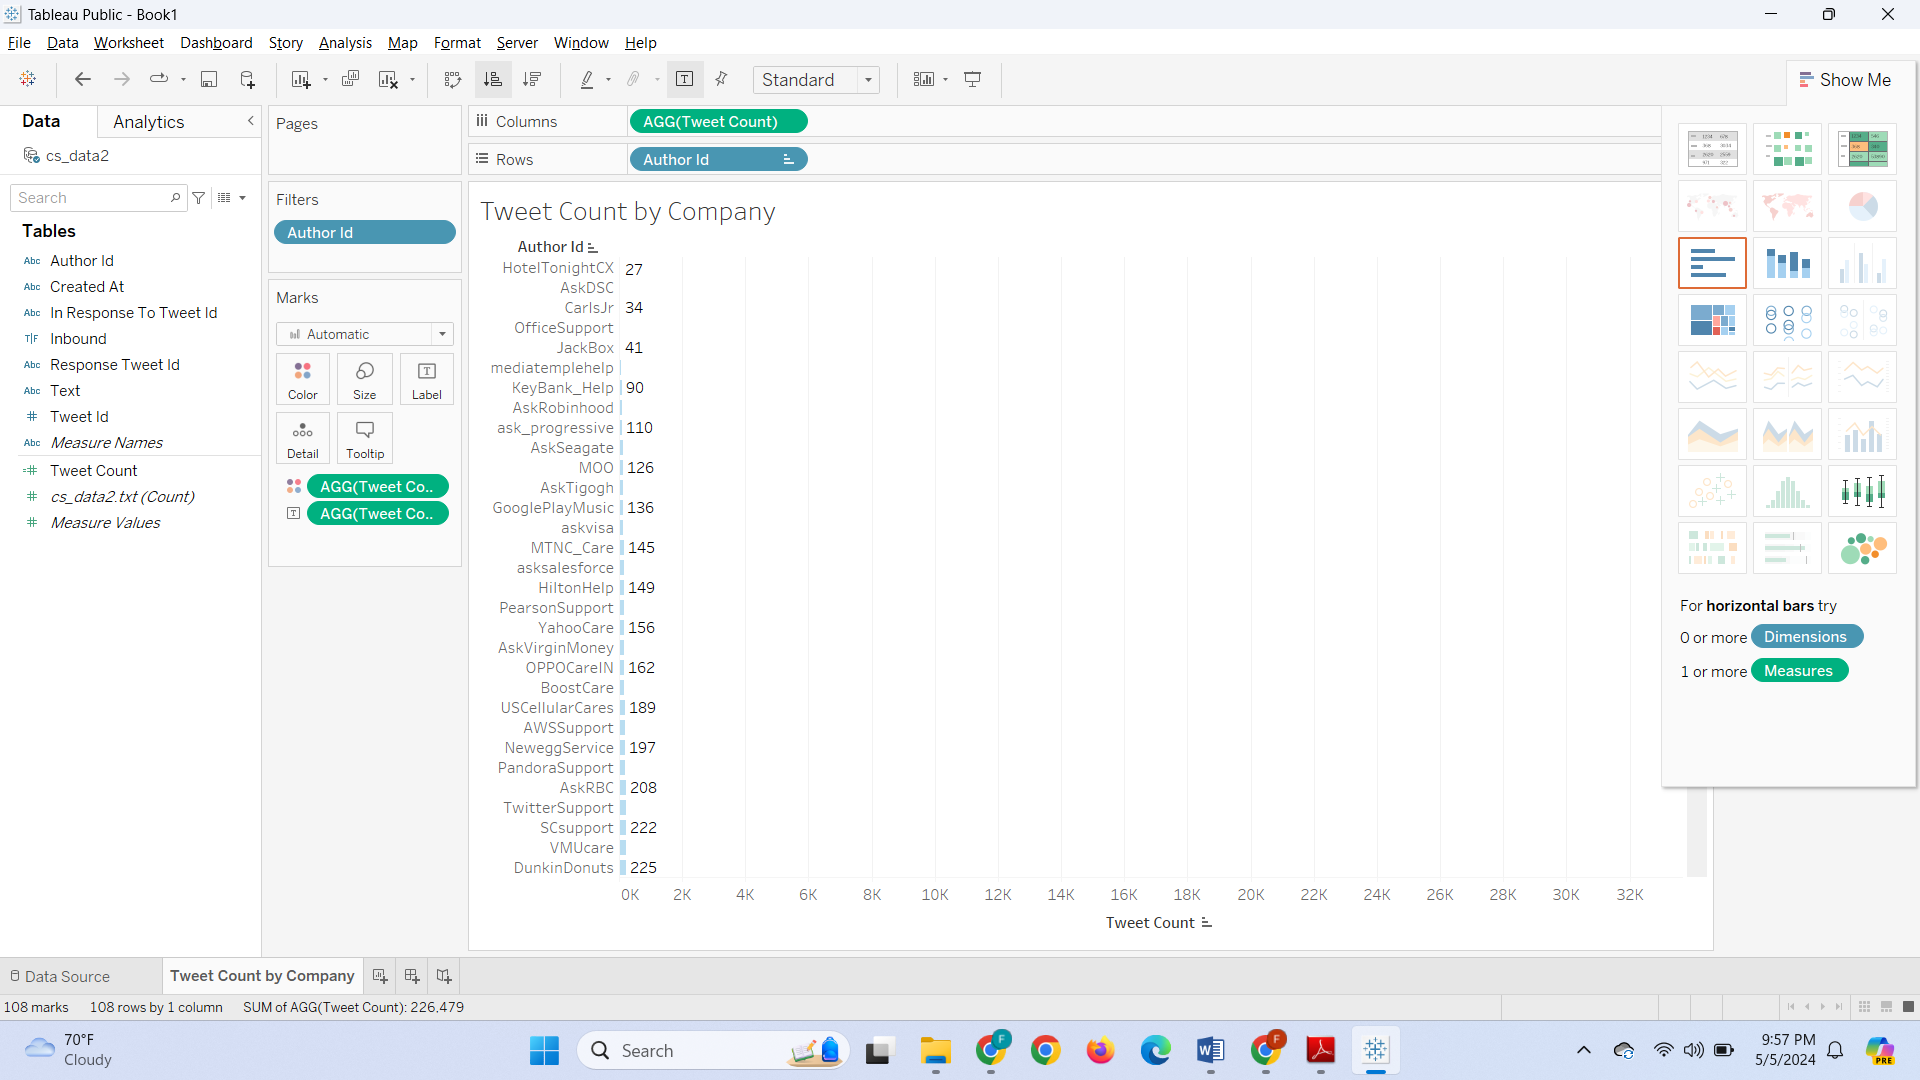 Tableau Public - Book1
File Data Worksheet Dashboard Story Analysis Map Format Server Window Help
Standard
Show Me
Data Analytics
cs_data2
Search
Tables
Abc Author Id
Abc Created At
Abc In Response To Tweet Id
T|F Inbound
Abc Response Tweet Id
Abc Text
# Tweet Id
Abc Measure Names
=# Tweet Count
# cs_data2.txt (Count)
# Measure Values
Pages
Filters
Author Id
Marks
Automatic
Color Size Label
Detail Tooltip
AGG(Tweet Co..
AGG(Tweet Co..
Columns AGG(Tweet Count)
Rows Author Id
Tweet Count by Company
Author Id
HotelTonightCX 27
AskDSC
CarlsJr 34
OfficeSupport
JackBox 41
mediatemplehelp
KeyBank_Help 90
AskRobinhood
ask_progressive 110
AskSeagate
MOO 126
AskTigogh
GooglePlayMusic 136
askvisa
MTNC_Care 145
asksalesforce
HiltonHelp 149
PearsonSupport
YahooCare 156
AskVirginMoney
OPPOCareIN 162
BoostCare
USCellularCares 189
AWSSupport
NeweggService 197
PandoraSupport
AskRBC 208
TwitterSupport
SCsupport 222
VMUcare
DunkinDonuts 225
0K 2K 4K 6K 8K 10K 12K 14K 16K 18K 20K 22K 24K 26K 28K 30K 32K
Tweet Count
For horizontal bars try
0 or more Dimensions
1 or more Measures
Data Source Tweet Count by Company
108 marks 108 rows by 1 column SUM of AGG(Tweet Count): 226,479
70°F
Cloudy
Search
9:57 PM
5/5/2024
PRE